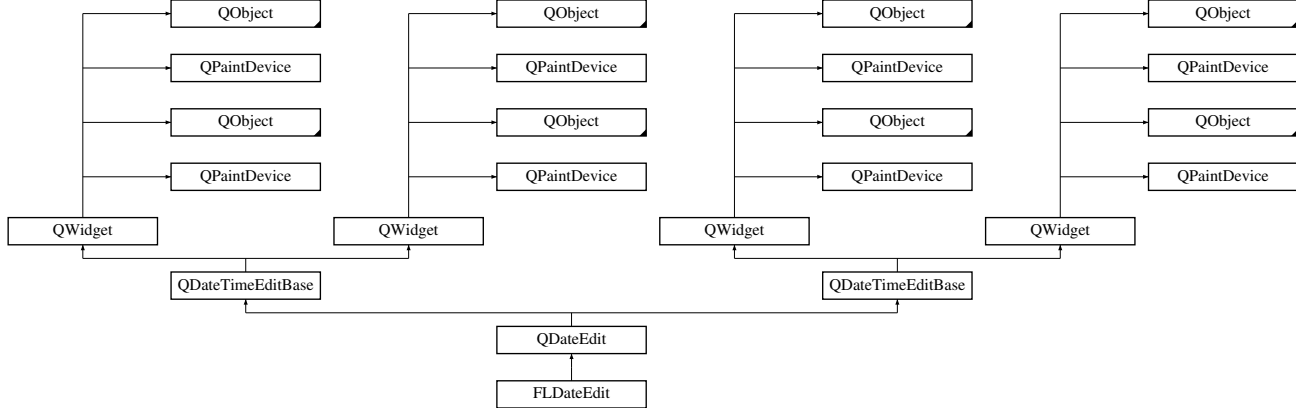 QObject QObject QObject QObject
QPaintDevice QPaintDevice QPaintDevice QPaintDevice
QObject QObject QObject QObject
QPaintDevice QPaintDevice QPaintDevice QPaintDevice
QWidget QWidget QWidget QWidget
QDateTimeEditBase QDateTimeEditBase
QDateEdit
FLDateEdit